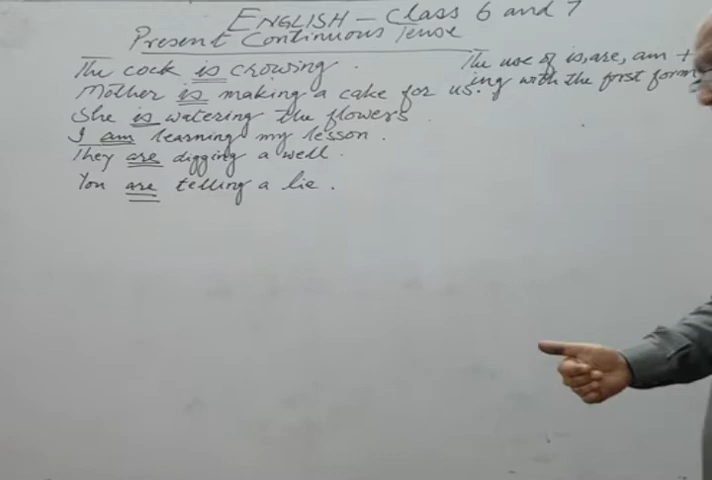 ENGLISH - Class 6 and 7
Present Continuous Tense
The cock is crowing.
Mother is making a cake for us.
She is watering the flowers.
I am learning my lesson.
They are digging a well.
You are telling a lie.
The use of is, are, am +
ing with the first form